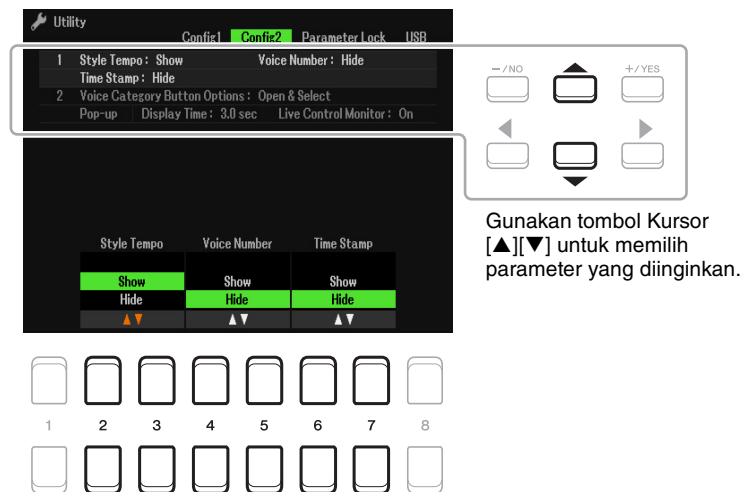 Utility
Config1 Config2 Parameter Lock USB
1 Style Tempo : Show Voice Number : Hide
Time Stamp : Hide
2 Voice Category Button Options : Open & Select
Pop-up Display Time : 3.0 sec Live Control Monitor : On
−/NO +/YES
Gunakan tombol Kursor
[▲][▼] untuk memilih
parameter yang diinginkan.
Style Tempo Voice Number Time Stamp
Show Show Show
Hide Hide Hide
1 2 3 4 5 6 7 8